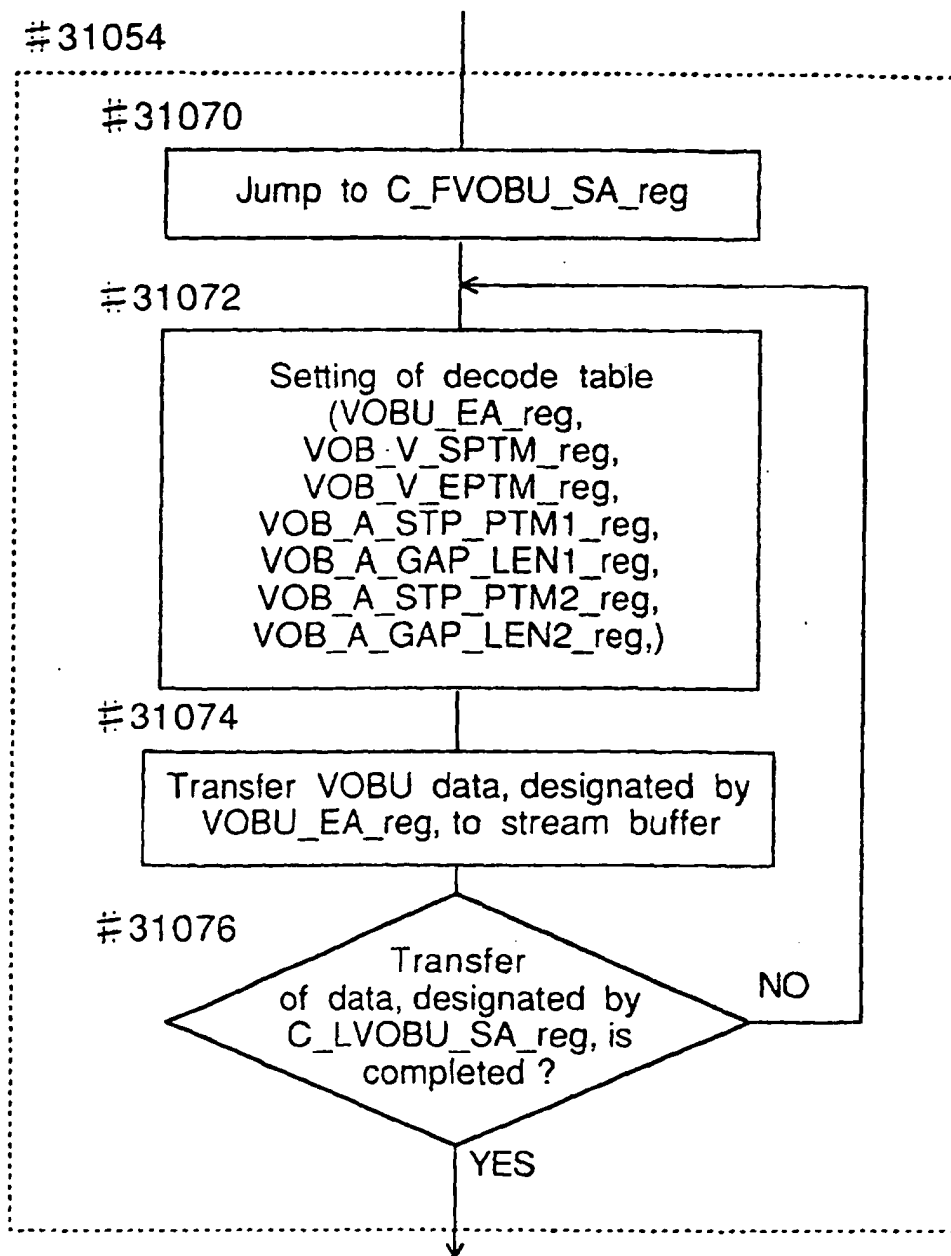 #31054
#31070
Jump to C_FVOBU_SA_reg
#31072
Setting of decode table
(VOBU_EA_reg,
VOB_V_SPTM_reg,
VOB_V_EPTM_reg,
VOB_A_STP_PTM1_reg,
VOB_A_GAP_LEN1_reg,
VOB_A_STP_PTM2_reg,
VOB_A_GAP_LEN2_reg,)
#31074
Transfer VOBU data, designated by
VOBU_EA_reg, to stream buffer
#31076
Transfer
of data, designated by
C_LVOBU_SA_reg, is
completed ?
NO
YES